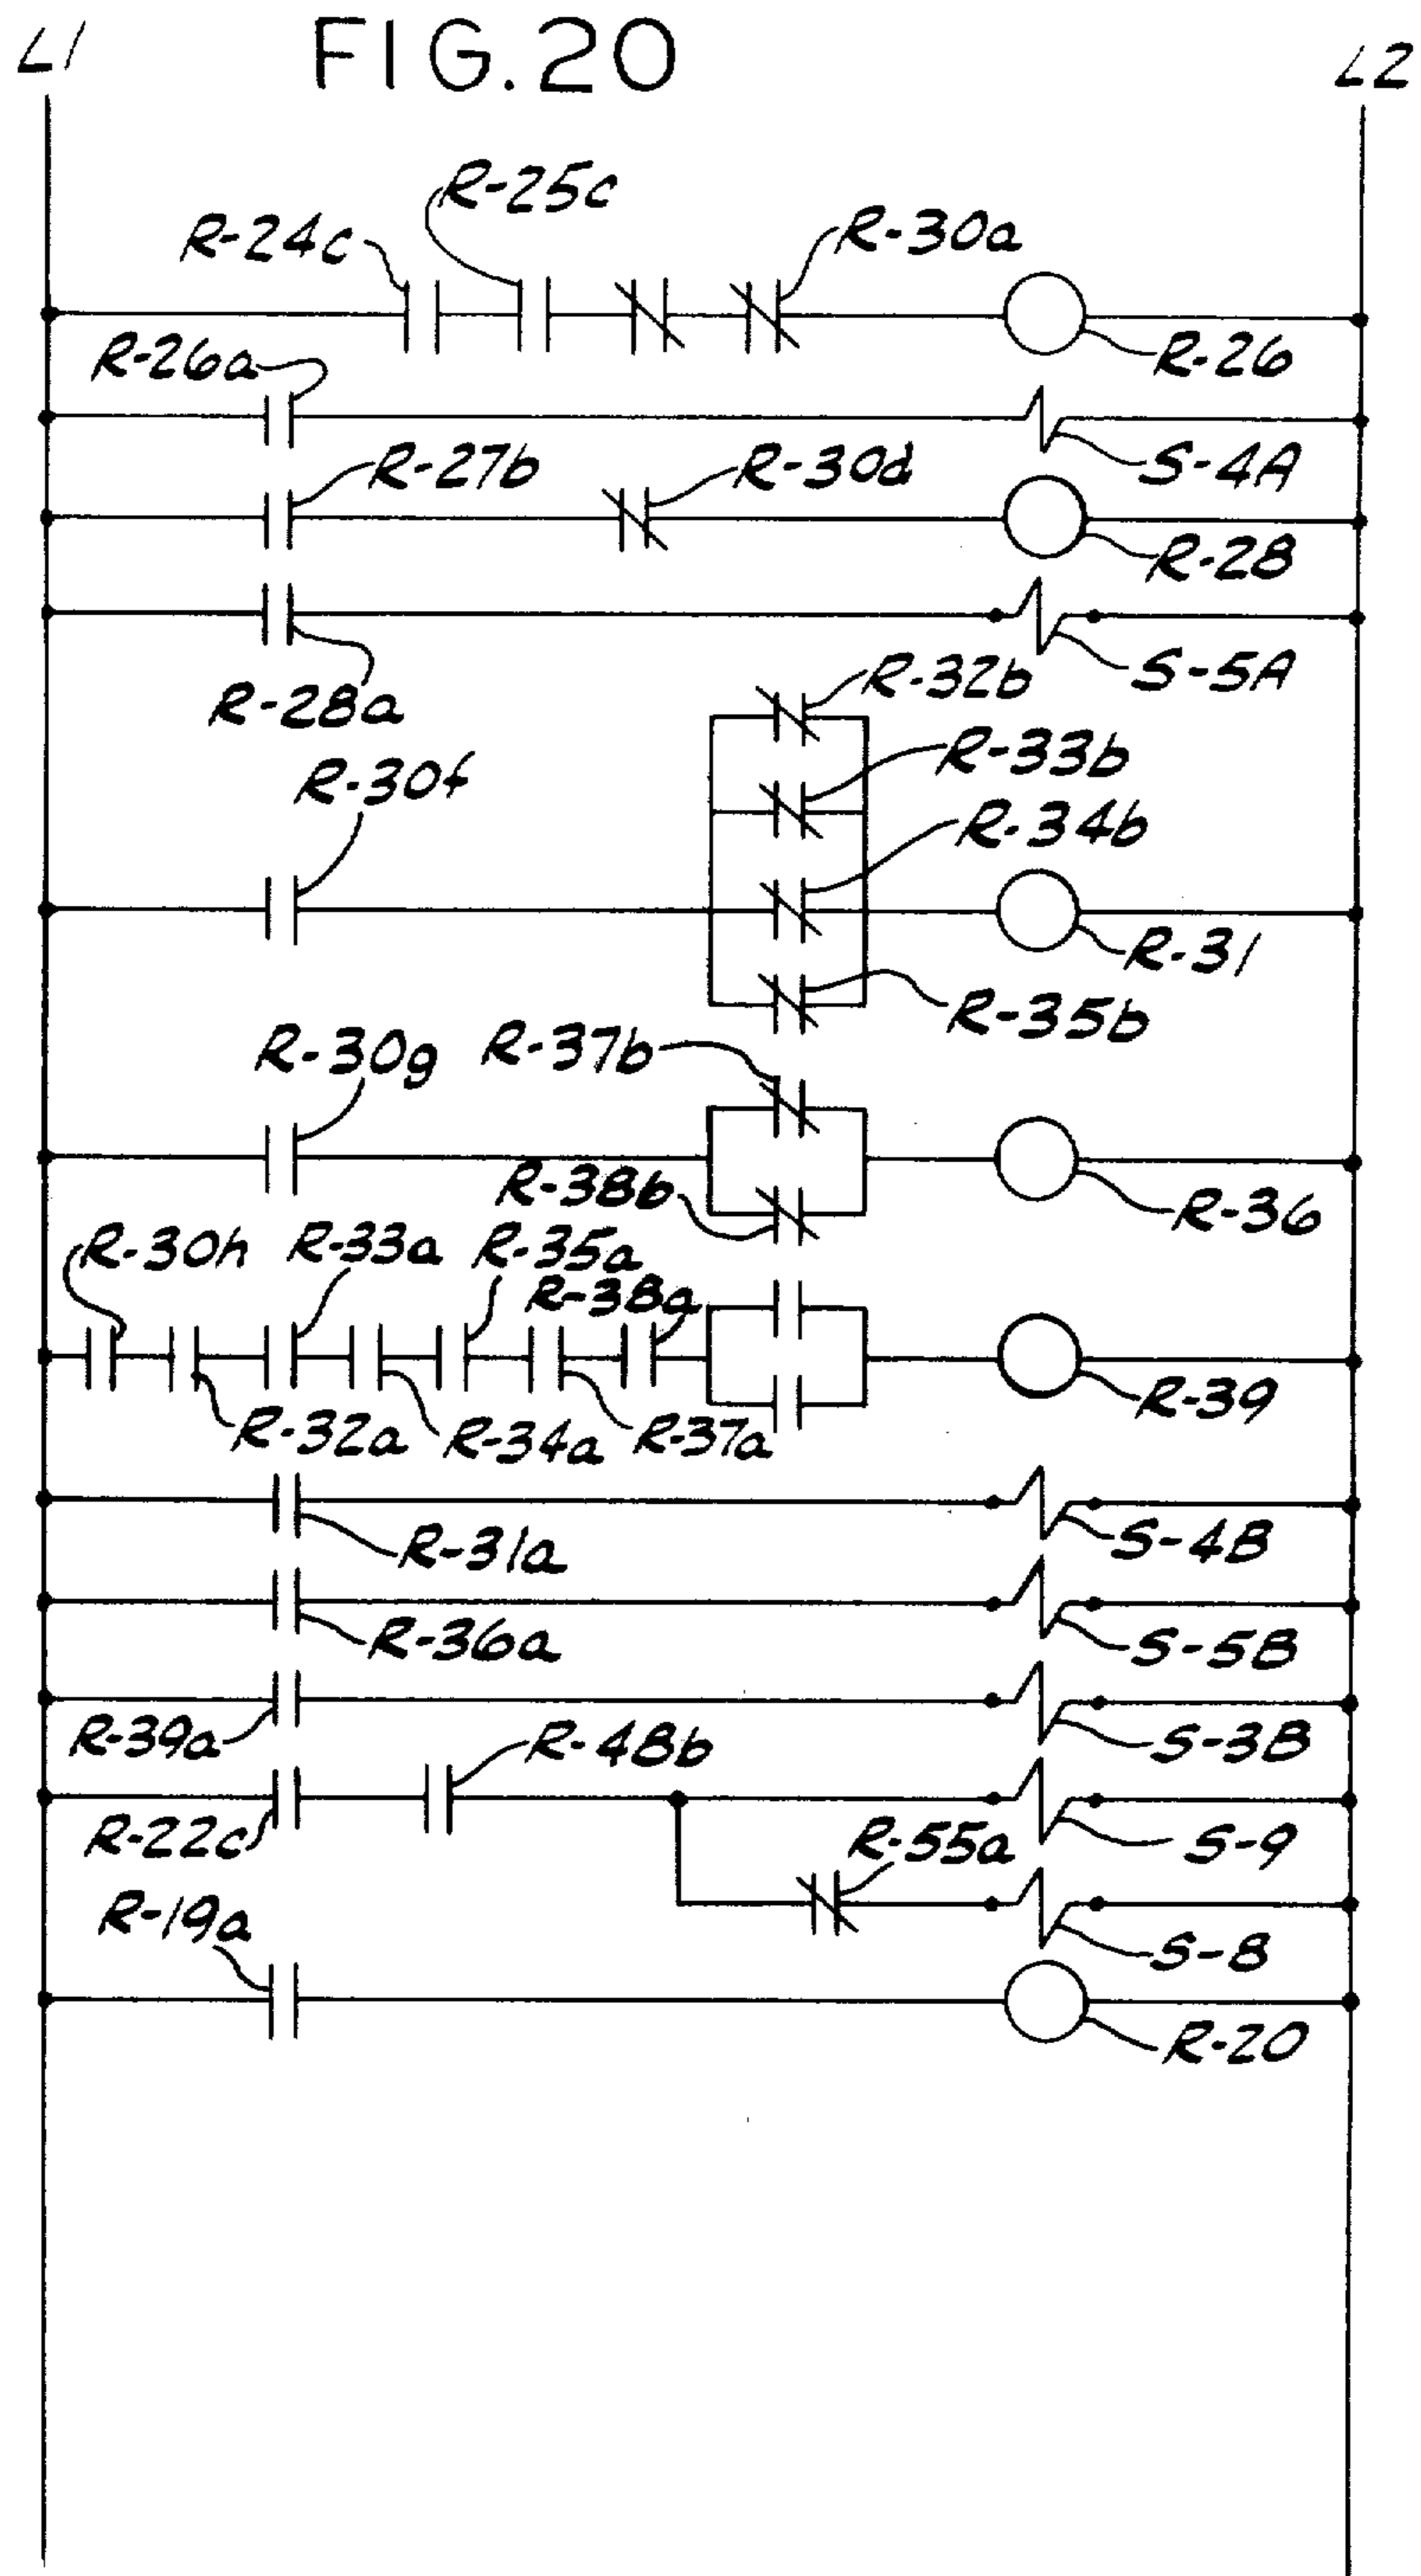 L1
FIG. 20
L2
R-25c
R-24c
R-30a
R-26
R-26a
S-4A
R-27b
R-30d
R-28
S-5A
R-28a
R-32b
R-33b
R-30f
R-34b
R-31
R-35b
R-30g
R-37b
R-38b
R-36
R-30h
R-33a
R-35a
R-38a
R-39
R-32a
R-34a
R-37a
S-4B
R-31a
S-5B
R-36a
R-39a
R-48b
S-3B
R-22c
R-55a
S-9
R-19a
S-8
R-20